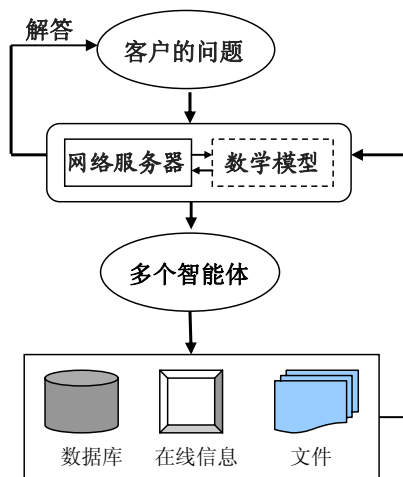 解答
客户的问题
网络服务器
数学模型
多个智能体
数据库
在线信息
文件